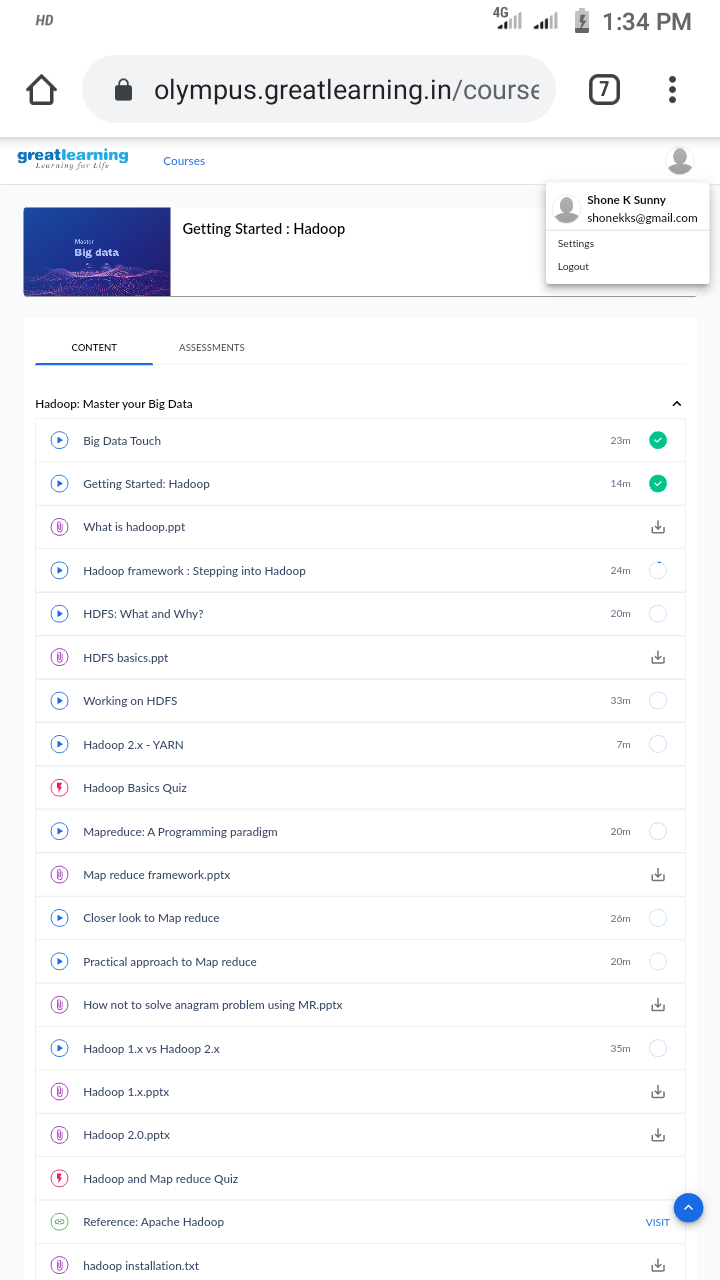 HD 4G 1:34 PM
olympus.greatlearning.in/course 7
greatlearning
Learning for Life
Courses
Shone K Sunny
shonekks@gmail.com
Settings
Logout
Master
Big data
Getting Started : Hadoop
CONTENT ASSESSMENTS
Hadoop: Master your Big Data
Big Data Touch 23m
Getting Started: Hadoop 14m
What is hadoop.ppt
Hadoop framework : Stepping into Hadoop 24m
HDFS: What and Why? 20m
HDFS basics.ppt
Working on HDFS 33m
Hadoop 2.x - YARN 7m
Hadoop Basics Quiz
Mapreduce: A Programming paradigm 20m
Map reduce framework.pptx
Closer look to Map reduce 26m
Practical approach to Map reduce 20m
How not to solve anagram problem using MR.pptx
Hadoop 1.x vs Hadoop 2.x 35m
Hadoop 1.x.pptx
Hadoop 2.0.pptx
Hadoop and Map reduce Quiz
Reference: Apache Hadoop VISIT
hadoop installation.txt